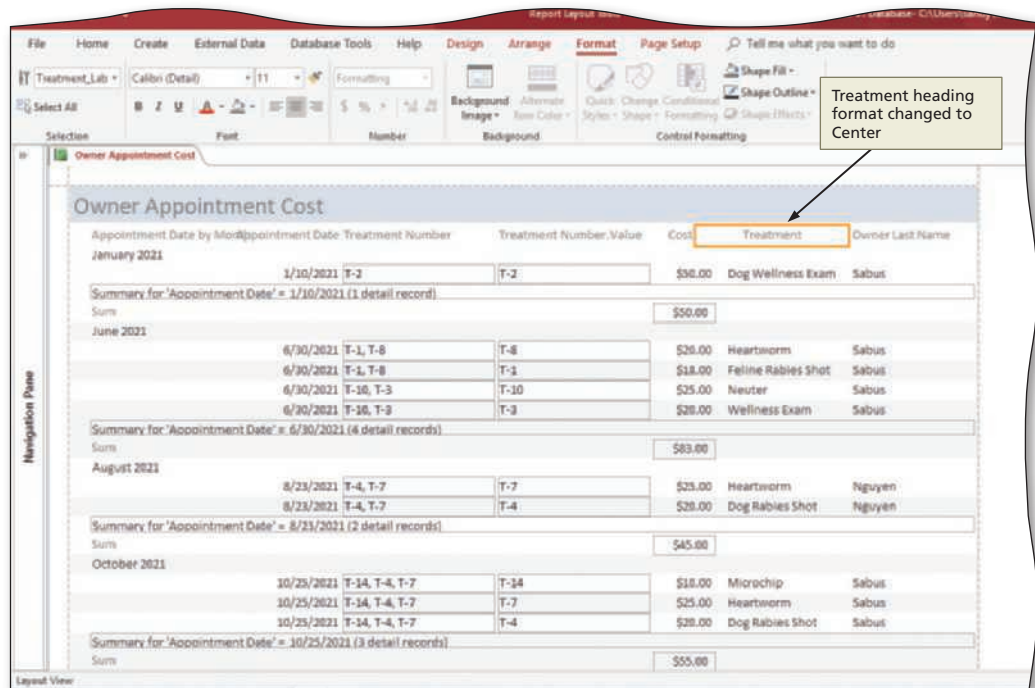 Report Layout Tools
Database- C:\Users\sandy
File Home Create External Data Database Tools Help Design Arrange Format Page Setup Tell me what you want to do
Treatment_Lab Calibri (Detail) 11 Formatting Shape Fill
Select All B I U A $ % Background Image Alternate Row Color Quick Styles Change Shape Conditional Formatting Shape Outline
Shape Effects
Selection Font Number Background Control Formatting
Treatment heading
format changed to
Center
Owner Appointment Cost
Owner Appointment Cost
Appointment Date by Month Appointment Date Treatment Number Treatment Number.Value Cost Treatment Owner Last Name
January 2021
1/10/2021 T-2 T-2 $50.00 Dog Wellness Exam Sabus
Summary for 'Appointment Date' = 1/10/2021 (1 detail record)
Sum $50.00
June 2021
6/30/2021 T-1, T-8 T-8 $20.00 Heartworm Sabus
6/30/2021 T-1, T-8 T-1 $18.00 Feline Rabies Shot Sabus
6/30/2021 T-10, T-3 T-10 $25.00 Neuter Sabus
6/30/2021 T-10, T-3 T-3 $20.00 Wellness Exam Sabus
Summary for 'Appointment Date' = 6/30/2021 (4 detail records)
Sum $83.00
August 2021
8/23/2021 T-4, T-7 T-7 $25.00 Heartworm Nguyen
8/23/2021 T-4, T-7 T-4 $20.00 Dog Rabies Shot Nguyen
Summary for 'Appointment Date' = 8/23/2021 (2 detail records)
Sum $45.00
October 2021
10/25/2021 T-14, T-4, T-7 T-14 $10.00 Microchip Sabus
10/25/2021 T-14, T-4, T-7 T-7 $25.00 Heartworm Sabus
10/25/2021 T-14, T-4, T-7 T-4 $20.00 Dog Rabies Shot Sabus
Summary for 'Appointment Date' = 10/25/2021 (3 detail records)
Sum $55.00
Navigation Pane
Layout View